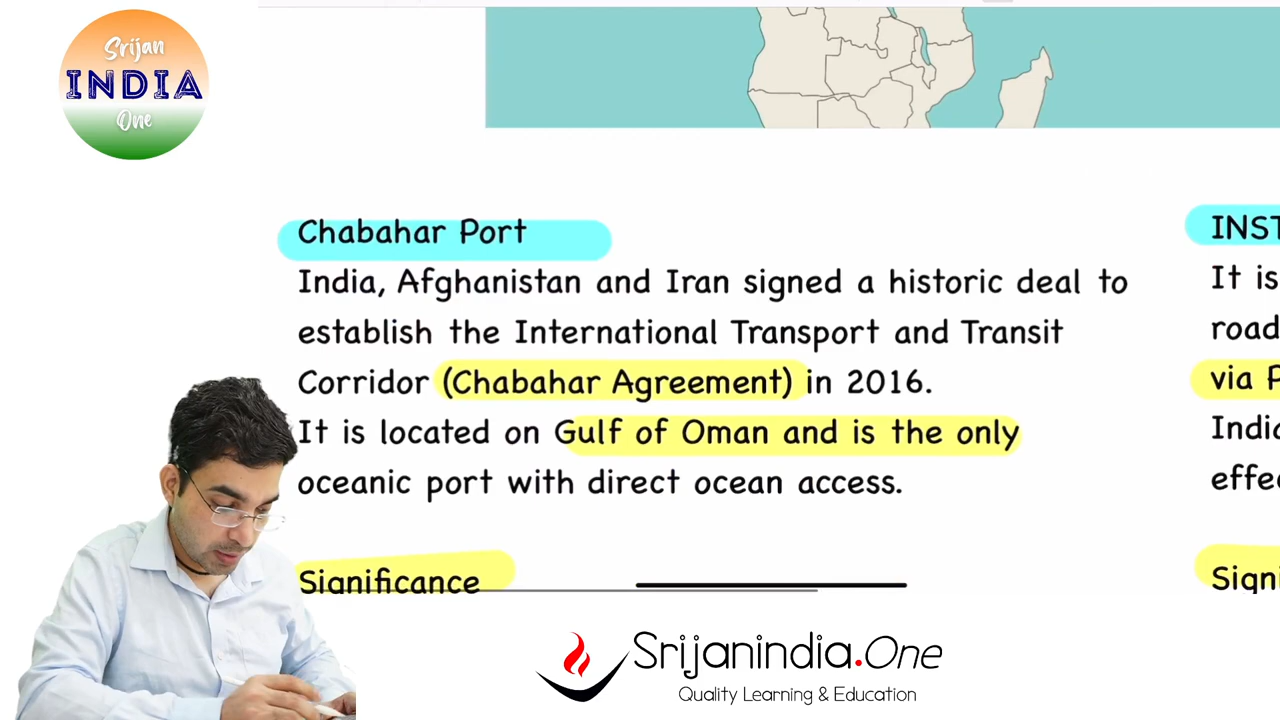 Srijan
INDIA
One
Chabahar Port
India, Afghanistan and Iran signed a historic deal to
establish the International Transport and Transit
Corridor (Chabahar Agreement) in 2016.
It is located on Gulf of Oman and is the only
oceanic port with direct ocean access.
Significance
INST
It is
road
via P
India
effec
Signi
Srijanindia.One
Quality Learning & Education